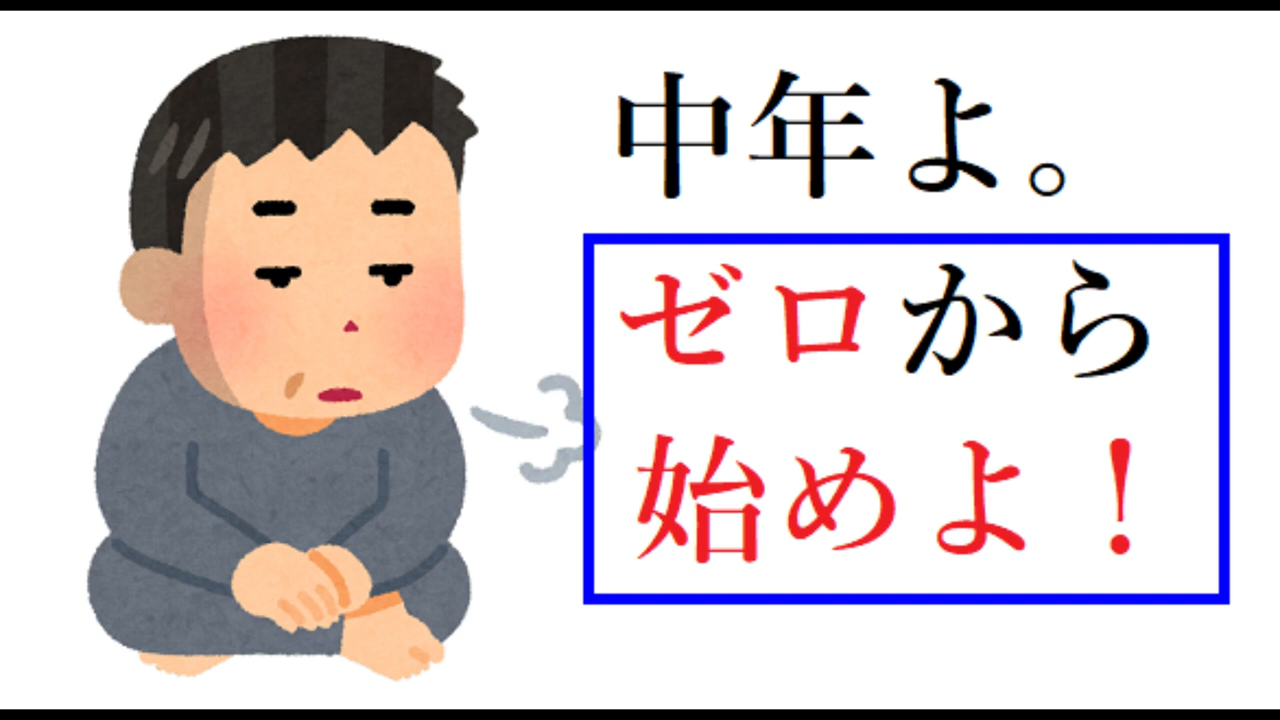 中年よ。
ゼロから
始めよ！